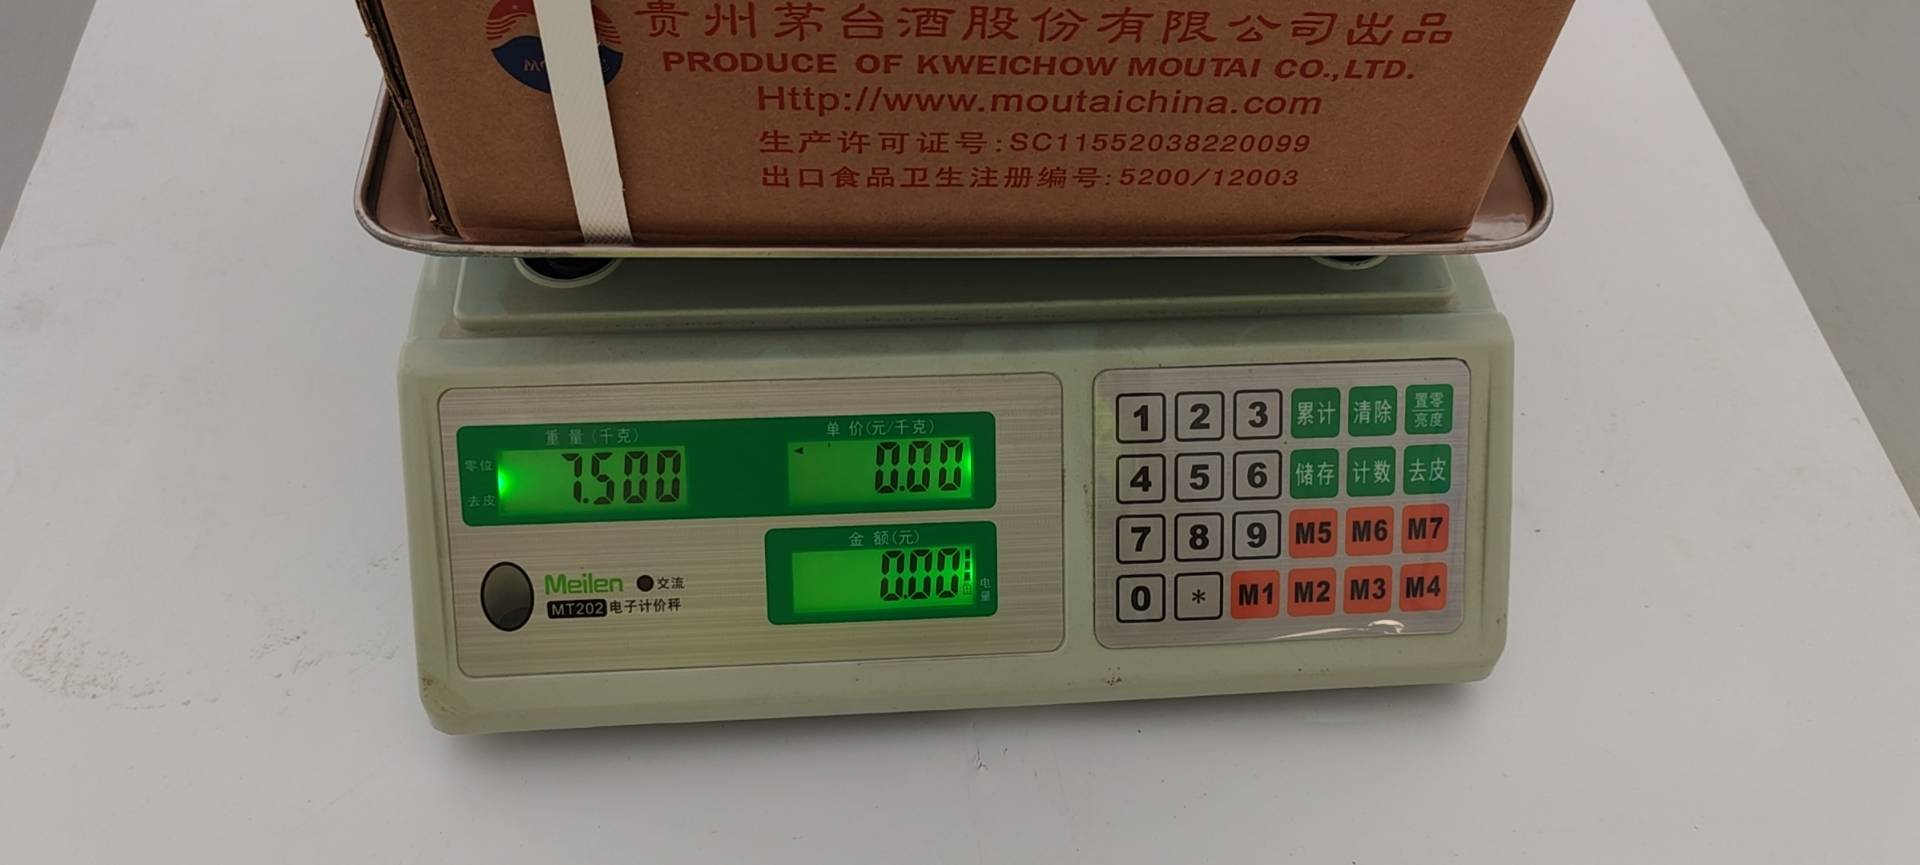 贵州茅台酒股份有限公司出品
PRODUCE OF KWEICHOW MOUTAI CO.,LTD.
Http://www.moutaichina.com
生产许可证号:SC11552038220099
出口食品卫生注册编号:5200/12003
重量(千克)
单价(元/千克)
零位
去皮
7.500
0.00
金额(元)
0.00
电量
Meilen
交流
MT202 电子计价秤
1 2 3 累计 清除 置零 亮度
4 5 6 储存 计数 去皮
7 8 9 M5 M6 M7
0 * M1 M2 M3 M4